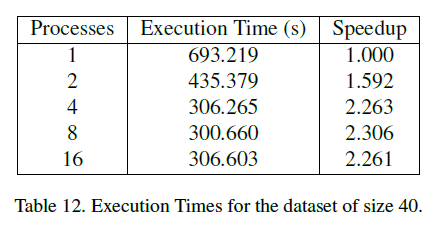 Processes Execution Time (s) Speedup
1 693.219 1.000
2 435.379 1.592
4 306.265 2.263
8 300.660 2.306
16 306.603 2.261
Table 12. Execution Times for the dataset of size 40.